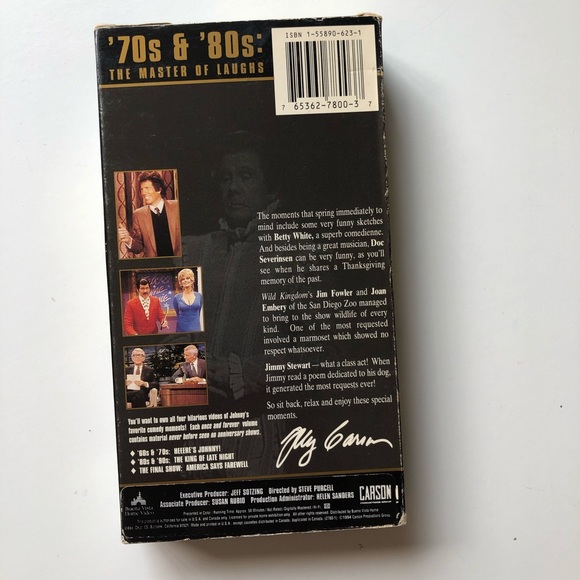 '70s & '80s:
THE MASTER OF LAUGHS
ISBN 1-55890-623-1
7 65362-7800-3 7
The moments that spring immediately to
mind include some very funny sketches
with Betty White, a superb comedienne.
And besides being a great musician, Doc
Severinsen can be very funny, as you'll
see when he shares a Thanksgiving
memory of the past.
Wild Kingdom's Jim Fowler and Joan
Embery of the San Diego Zoo managed
to bring to the show wildlife of every
kind. One of the most requested
involved a marmoset which showed no
respect whatsoever.
Jimmy Stewart — what a class act! When
Jimmy read a poem dedicated to his dog,
it generated the most requests ever!
So sit back, relax and enjoy these special
moments.
You'll want to own all four hilarious videos of Johnny's
favorite comedy moments! Each once and forever volume
contains material never before seen on anniversary shows.
♦ '60s & '70s: HEEERE'S JOHNNY!
♦ '80s & '90s: THE KING OF LATE NIGHT
♦ THE FINAL SHOW: AMERICA SAYS FAREWELL
Buena Vista
Home Video
Executive Producer: JEFF SOTZING Directed by STEVE PURCELL
Associate Producer: SUSAN RUBIO Production Administrator: HELEN SANDERS
CARSON